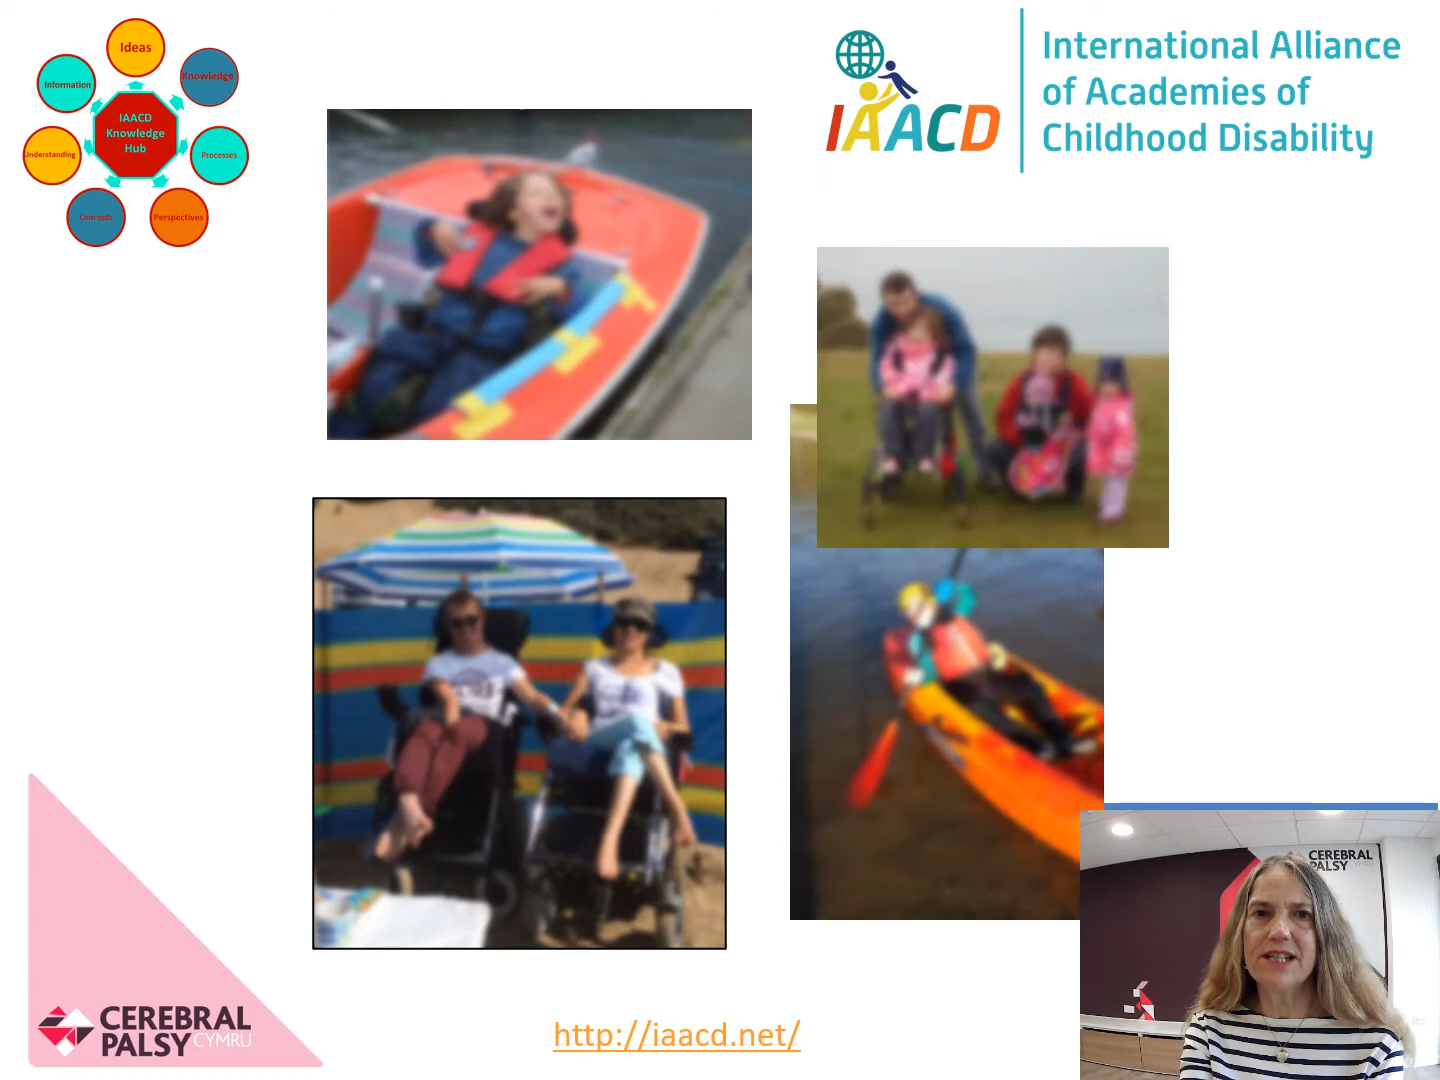 Ideas
Knowledge
Information
IAACD
Knowledge
Hub
Understanding
Processes
Concepts
Perspectives
IAACD
International Alliance
of Academies of
Childhood Disability
CEREBRAL
PALSY CYMRU
http://iaacd.net/
CEREBRAL
PALSY